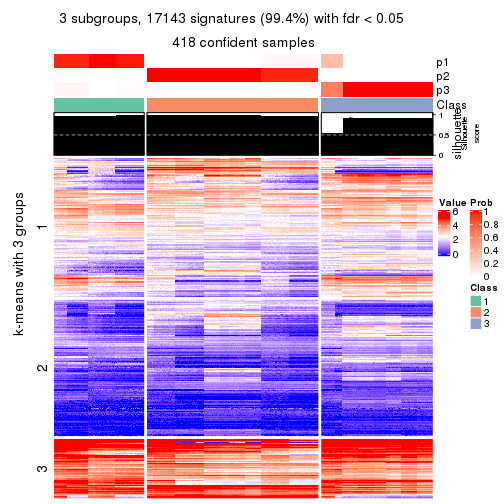 3 subgroups, 17143 signatures (99.4%) with fdr < 0.05
418 confident samples
p1
p2
p3
Class
1
0.5
0
silhouette
Silhouette
score
k-means with 3 groups
1
2
3
Value
6
4
2
0
Prob
1
0.8
0.6
0.4
0.2
0
Class
1
2
3